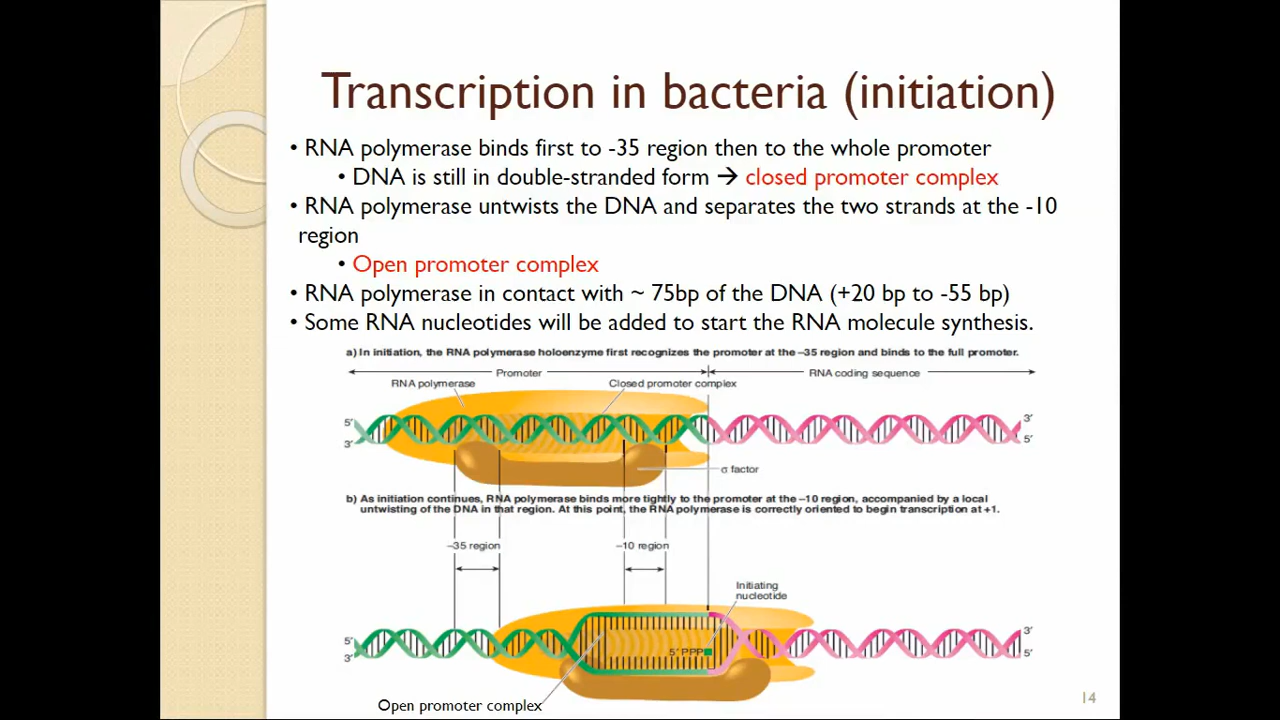 Transcription in bacteria (initiation)
• RNA polymerase binds first to -35 region then to the whole promoter
• DNA is still in double-stranded form → closed promoter complex
• RNA polymerase untwists the DNA and separates the two strands at the -10
region
• Open promoter complex
• RNA polymerase in contact with ~ 75bp of the DNA (+20 bp to -55 bp)
• Some RNA nucleotides will be added to start the RNA molecule synthesis.
a) In initiation, the RNA polymerase holoenzyme first recognizes the promoter at the –35 region and binds to the full promoter.
Promoter
RNA coding sequence
RNA polymerase
Closed promoter complex
5′
3′
3′
5′
σ factor
b) As initiation continues, RNA polymerase binds more tightly to the promoter at the –10 region, accompanied by a local
untwisting of the DNA in that region. At this point, the RNA polymerase is correctly oriented to begin transcription at +1.
–35 region
–10 region
Initiating
nucleotide
5′
3′
5′ PPP
3′
5′
Open promoter complex
14